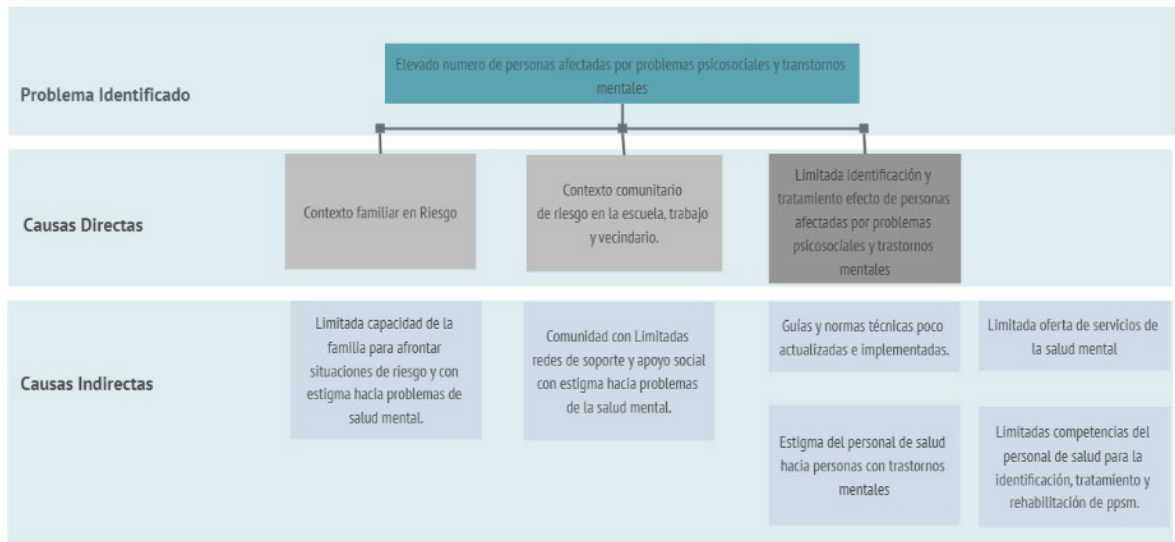 Problema Identificado
Elevado numero de personas afectadas por problemas psicosociales y transtornos
mentales
Causas Directas
Contexto familiar en Riesgo
Contexto comunitario
de riesgo en la escuela, trabajo
y vecindario.
Limitada identificación y
tratamiento efecto de personas
afectadas por problemas
psicosociales y trastornos
mentales
Causas Indirectas
Limitada capacidad de la
familia para afrontar
situaciones de riesgo y con
estigma hacia problemas de
salud mental.
Comunidad con Limitadas
redes de soporte y apoyo social
con estigma hacia problemas
de la salud mental.
Guías y normas técnicas poco
actualizadas e implementadas.
Limitada oferta de servicios de
la salud mental
Estigma del personal de salud
hacia personas con trastornos
mentales
Limitadas competencias del
personal de salud para la
identificación, tratamiento y
rehabilitación de ppsm.